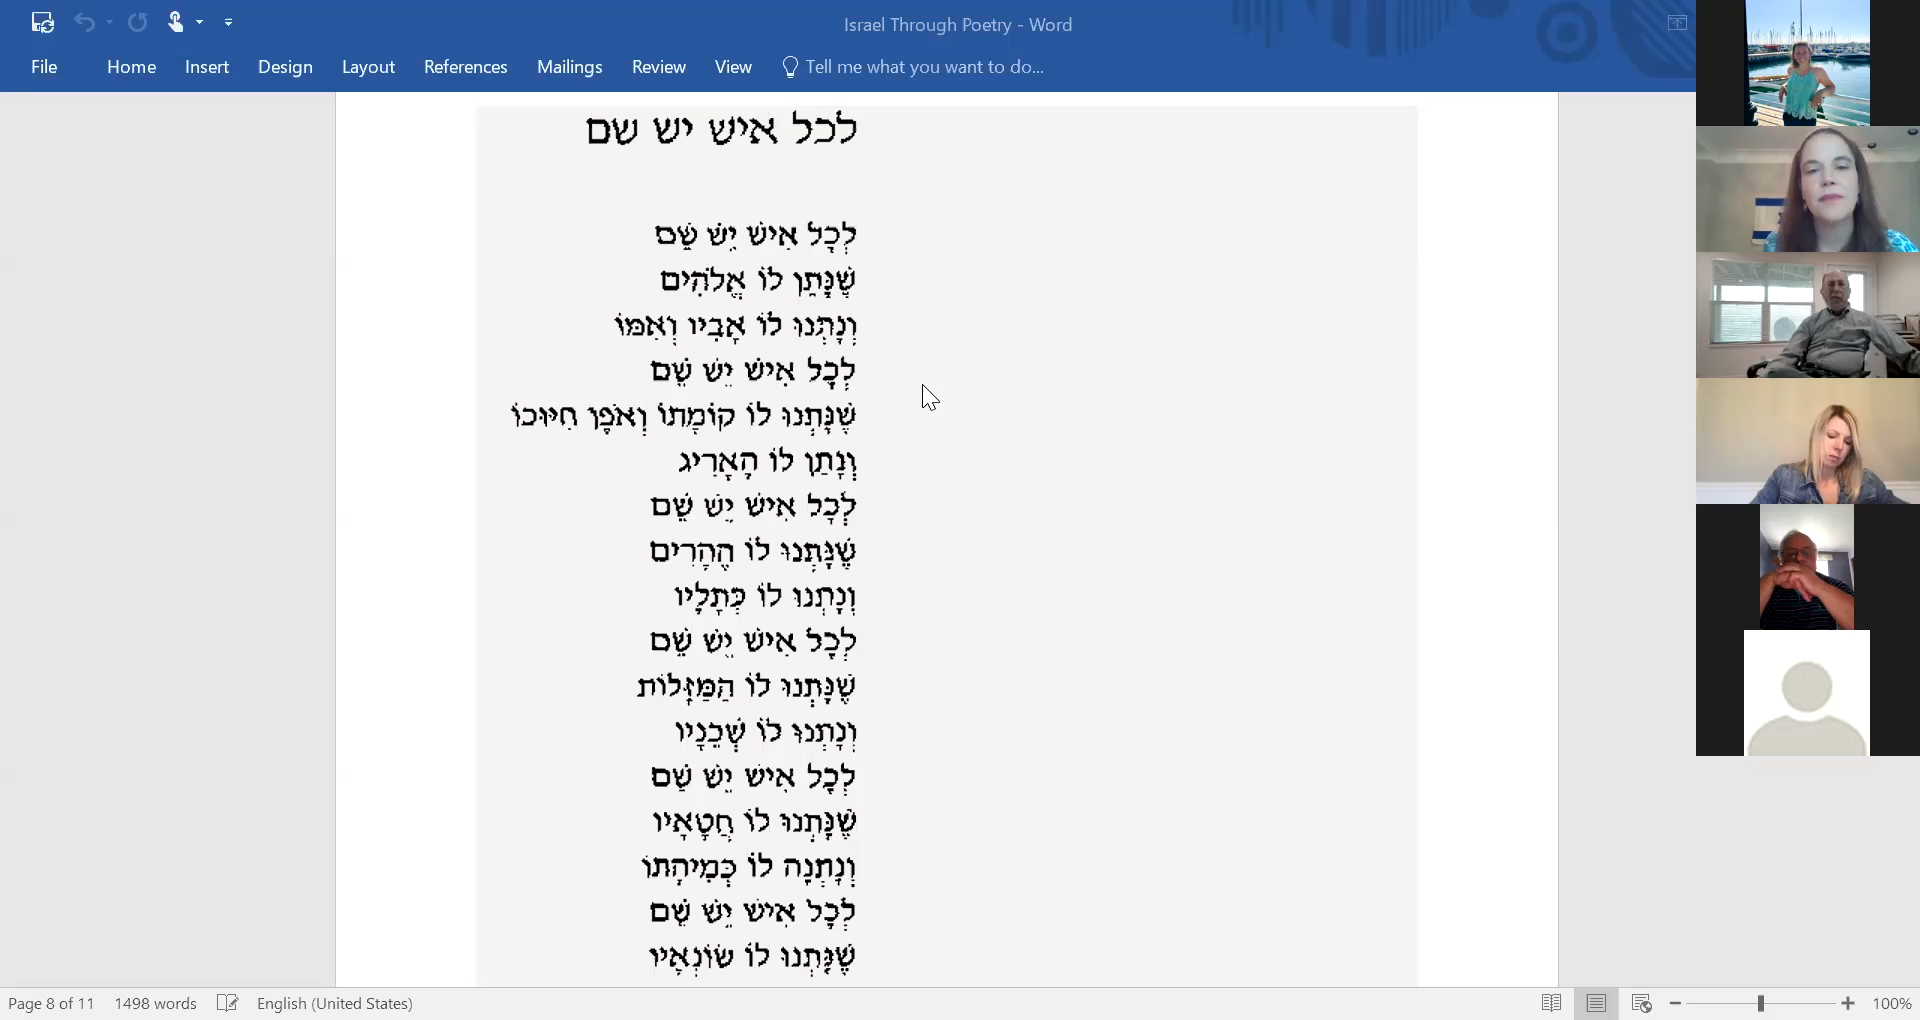 Israel Through Poetry - Word
File Home Insert Design Layout References Mailings Review View Tell me what you want to do...
לכל איש יש שם
לְכָל אִישׁ יֵשׁ שֵׁם
שֶׁנָּתַן לוֹ אֱלֹהִים
וְנָתְנוּ לוֹ אָבִיו וְאִמּוֹ
לְכָל אִישׁ יֵשׁ שֵׁם
שֶׁנָּתְנוּ לוֹ קוֹמָתוֹ וְאֹפֶן חִיּוּכוֹ
וְנָתַן לוֹ הָאָרִיג
לְכָל אִישׁ יֵשׁ שֵׁם
שֶׁנָּתְנוּ לוֹ הֶהָרִים
וְנָתְנוּ לוֹ כְּתָלָיו
לְכָל אִישׁ יֵשׁ שֵׁם
שֶׁנָּתְנוּ לוֹ הַמַּזָּלוֹת
וְנָתְנוּ לוֹ שְׁכֵנָיו
לְכָל אִישׁ יֵשׁ שֵׁם
שֶׁנָּתְנוּ לוֹ חֲטָאָיו
וְנָתְנָה לוֹ כְּמִיהָתוֹ
לְכָל אִישׁ יֵשׁ שֵׁם
שֶׁנָּתְנוּ לוֹ שׂוֹנְאָיו
Page 8 of 11 1498 words English (United States) 100%